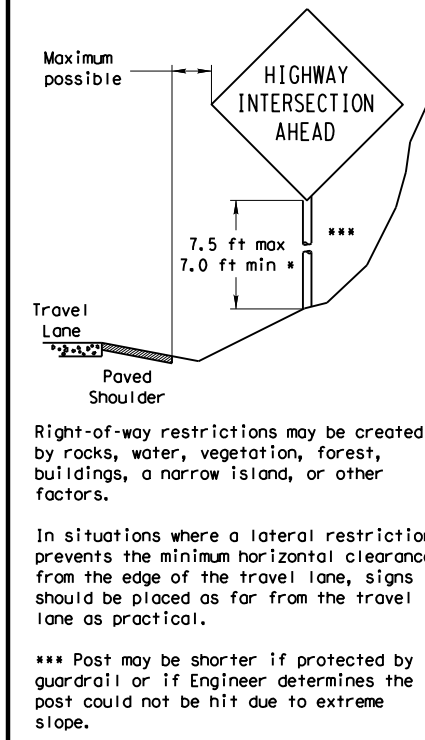 Maximum
possible
HIGHWAY
INTERSECTION
AHEAD
***
7.5 ft max
7.0 ft min *
Travel
Lane
Paved
Shoulder
Right-of-way restrictions may be created
by rocks, water, vegetation, forest,
buildings, a narrow island, or other
factors.
In situations where a lateral restriction
prevents the minimum horizontal clearance
from the edge of the travel lane, signs
should be placed as far from the travel
lane as practical.
*** Post may be shorter if protected by
guardrail or if Engineer determines the
post could not be hit due to extreme
slope.